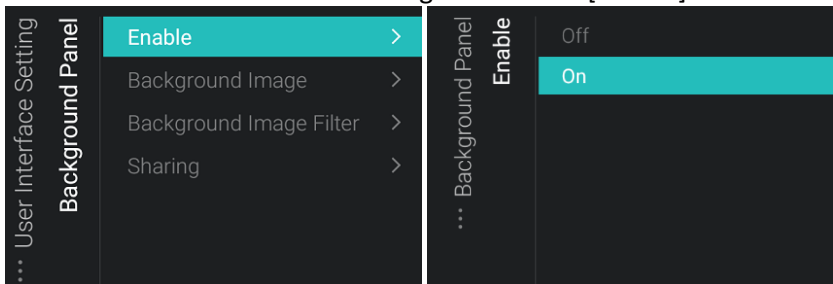 ... User Interface Setting
Background Panel
Enable >
Background Image >
Background Image Filter >
Sharing >
... Background Panel
Enable
Off
On